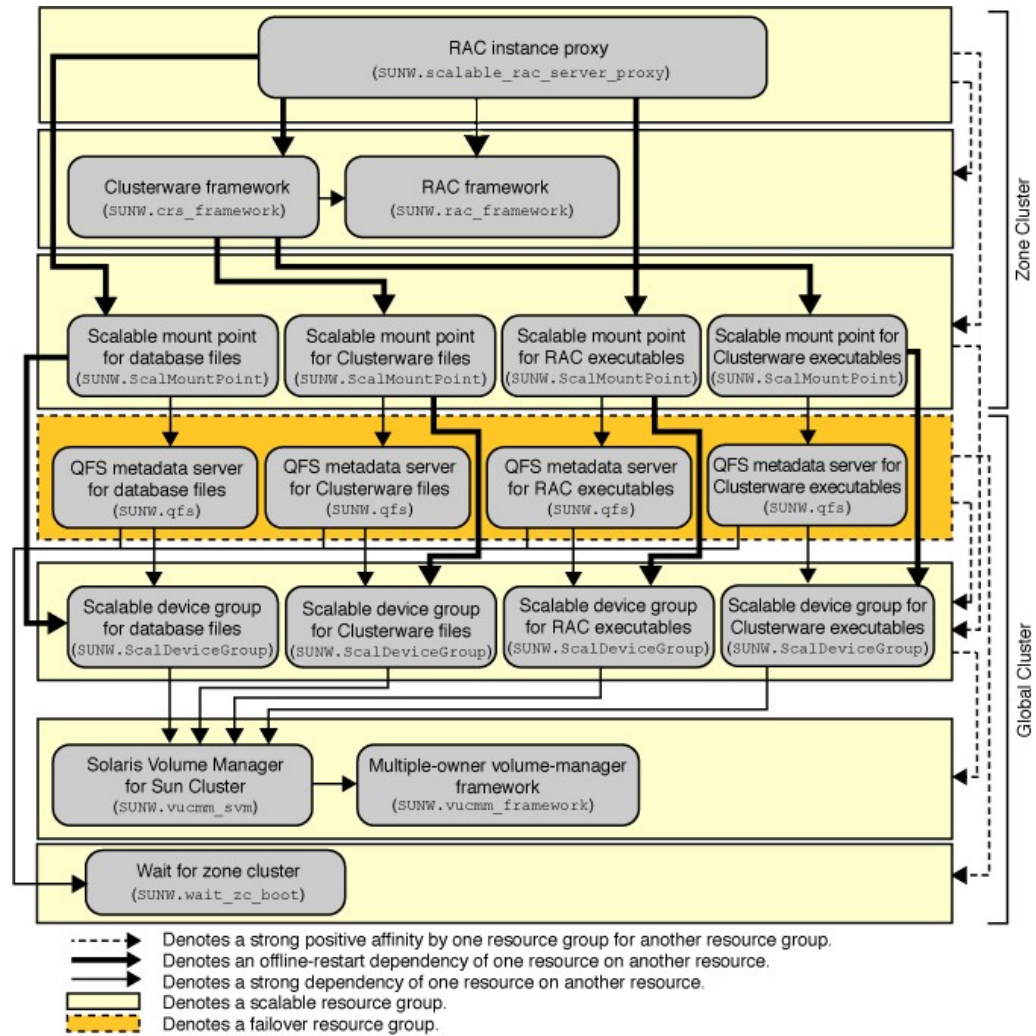 RAC instance proxy
(SUNW.scalable_rac_server_proxy)
Clusterware framework
(SUNW.crs_framework)
RAC framework
(SUNW.rac_framework)
Zone Cluster
Scalable mount point
for database files
(SUNW.ScalMountPoint)
Scalable mount point
for Clusterware files
(SUNW.ScalMountPoint)
Scalable mount point
for RAC executables
(SUNW.ScalMountPoint)
Scalable mount point for
Clusterware executables
(SUNW.ScalMountPoint)
QFS metadata server
for database files
(SUNW.qfs)
QFS metadata server
for Clusterware files
(SUNW.qfs)
QFS metadata server
for RAC executables
(SUNW.qfs)
QFS metadata server for
Clusterware executables
(SUNW.qfs)
Scalable device group
for database files
(SUNW.ScalDeviceGroup)
Scalable device group
for Clusterware files
(SUNW.ScalDeviceGroup)
Scalable device group
for RAC executables
(SUNW.ScalDeviceGroup)
Scalable device group for
Clusterware executables
(SUNW.ScalDeviceGroup)
Global Cluster
Solaris Volume Manager
for Sun Cluster
(SUNW.vucmm_svm)
Multiple-owner volume-manager
framework
(SUNW.vucmm_framework)
Wait for zone cluster
(SUNW.wait_zc_boot)
Denotes a strong positive affinity by one resource group for another resource group.
Denotes an offline-restart dependency of one resource on another resource.
Denotes a strong dependency of one resource on another resource.
Denotes a scalable resource group.
Denotes a failover resource group.